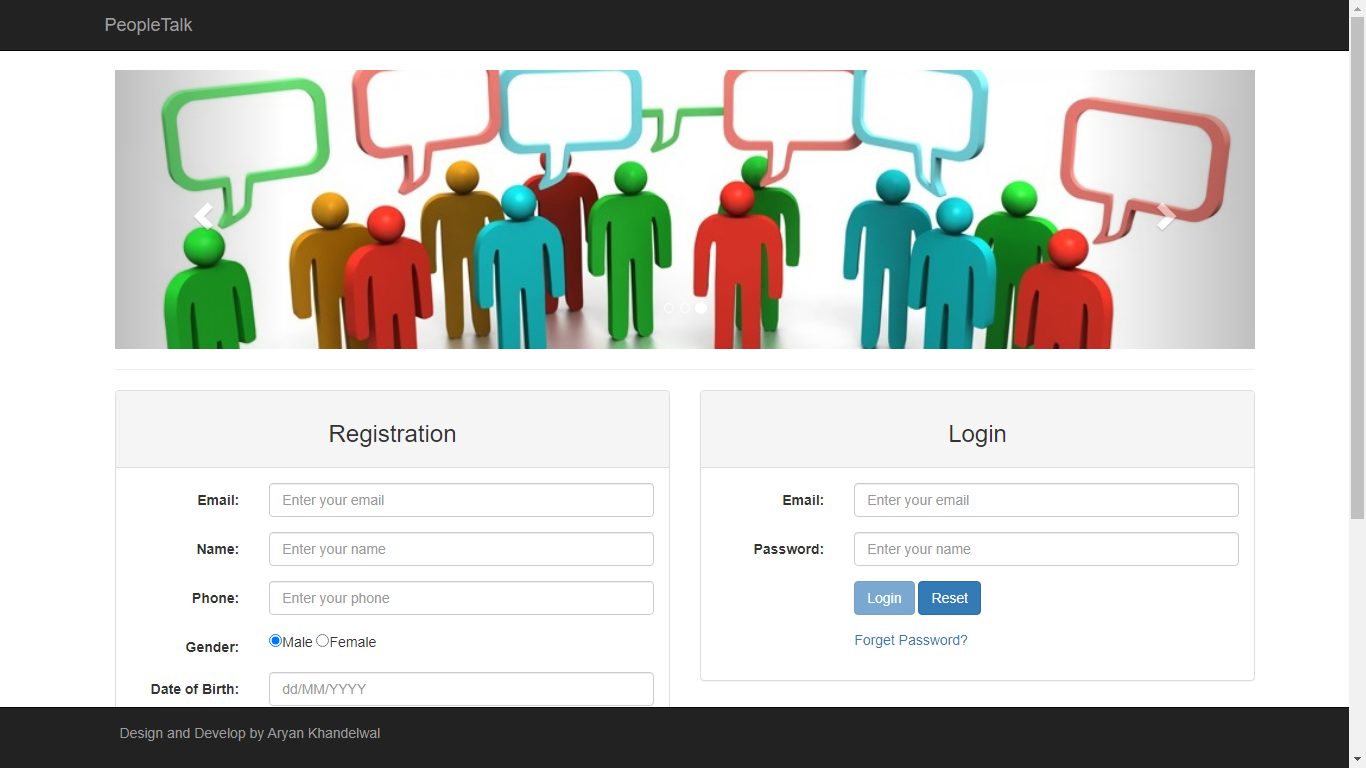 PeopleTalk
Registration
Email: Enter your email
Name: Enter your name
Phone: Enter your phone
Gender: Male Female
Date of Birth: dd/MM/YYYY
Login
Email: Enter your email
Password: Enter your name
Login Reset
Forget Password?
Design and Develop by Aryan Khandelwal